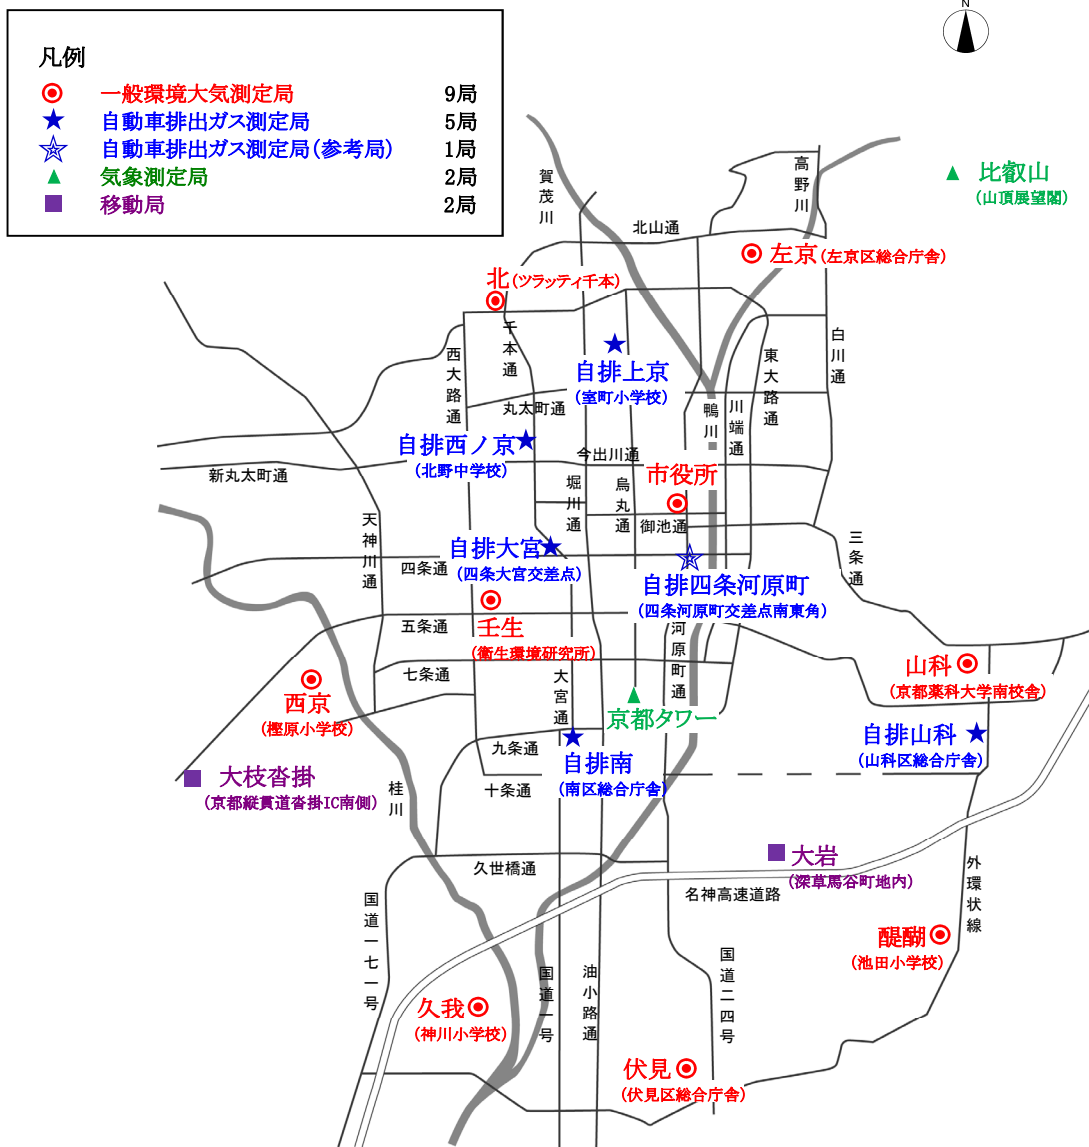 凡例
一般環境大気測定局 9局
自動車排出ガス測定局 5局
自動車排出ガス測定局(参考局) 1局
気象測定局 2局
移動局 2局
N
賀茂川
高野川
比叡山
(山頂展望閣)
北山通
左京(左京区総合庁舎)
北(ツラッティ千本)
千本通
西大路通
自排上京
(室町小学校)
東大路通
白川通
丸太町通
鴨川
川端通
自排西ノ京
(北野中学校)
今出川通
新丸太町通
市役所
堀川通
烏丸通
御池通
天神川通
三条通
自排大宮
(四条大宮交差点)
四条通
自排四条河原町
(四条河原町交差点南東角)
五条通
壬生
(衛生環境研究所)
河原町通
七条通
大宮通
山科
(京都薬科大学南校舎)
西京
(樫原小学校)
京都タワー
自排山科
(山科区総合庁舎)
九条通
自排南
(南区総合庁舎)
大枝沓掛
(京都縦貫道沓掛IC南側)
桂川
十条通
大岩
(深草馬谷町地内)
久世橋通
名神高速道路
外環状線
国道一七一号
醍醐
(池田小学校)
国道一号
油小路通
国道二四号
久我
(神川小学校)
伏見
(伏見区総合庁舎)